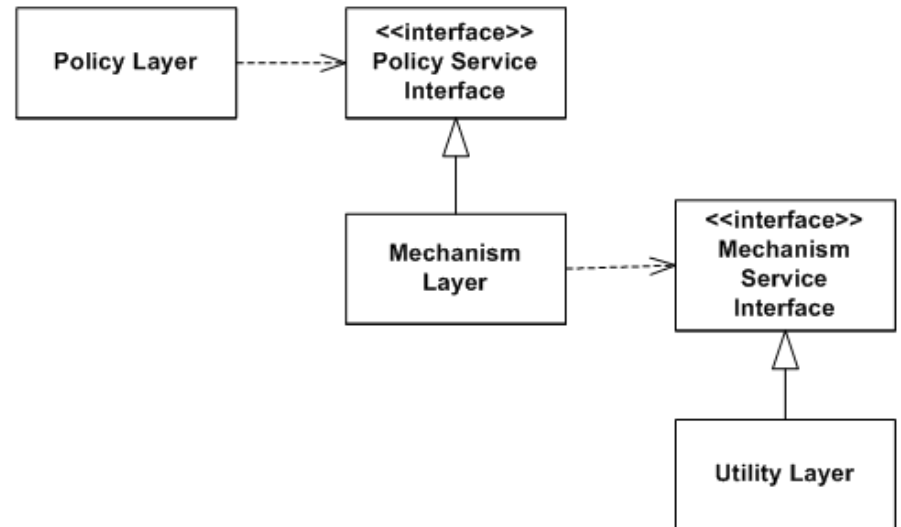 Policy Layer
<<interface>>
Policy Service
Interface
Mechanism
Layer
<<interface>>
Mechanism
Service
Interface
Utility Layer